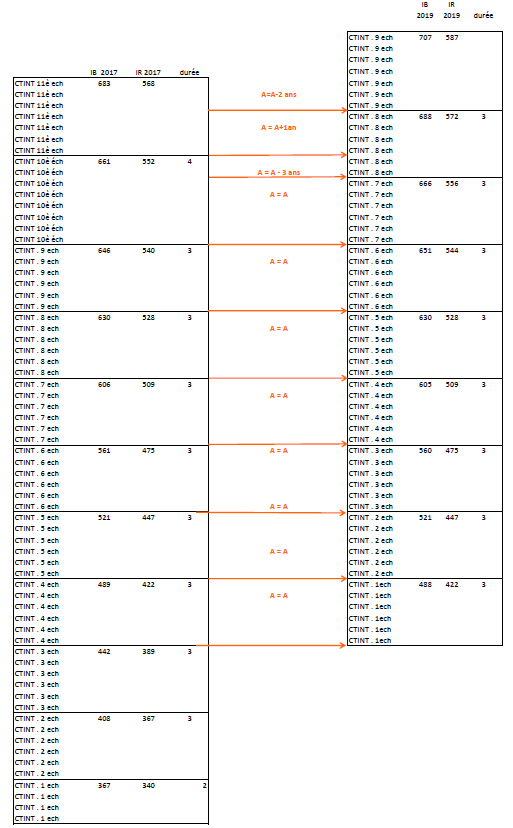 IB 2017 IR 2017 durée
CTINT 11è ech 683 568
CTINT 11è ech
CTINT 11è ech
CTINT 11è ech
CTINT 11è ech
CTINT 11è ech
CTINT 11è ech
CTINT 10è éch 661 552 4
CTINT 10è éch
CTINT 10è éch
CTINT 10è éch
CTINT 10è éch
CTINT 10è éch
CTINT 10è éch
CTINT 10è éch
CTINT . 9 ech 646 540 3
CTINT . 9 ech
CTINT . 9 ech
CTINT . 9 ech
CTINT . 9 ech
CTINT . 9 ech
CTINT . 8 ech 630 528 3
CTINT . 8 ech
CTINT . 8 ech
CTINT . 8 ech
CTINT . 8 ech
CTINT . 8 ech
CTINT . 7 ech 606 509 3
CTINT . 7 ech
CTINT . 7 ech
CTINT . 7 ech
CTINT . 7 ech
CTINT . 7 ech
CTINT . 6 ech 561 475 3
CTINT . 6 ech
CTINT . 6 ech
CTINT . 6 ech
CTINT . 6 ech
CTINT . 6 ech
CTINT . 5 ech 521 447 3
CTINT . 5 ech
CTINT . 5 ech
CTINT . 5 ech
CTINT . 5 ech
CTINT . 5 ech
CTINT . 4 ech 489 422 3
CTINT . 4 ech
CTINT . 4 ech
CTINT . 4 ech
CTINT . 4 ech
CTINT . 4 ech
CTINT . 3 ech 442 389 3
CTINT . 3 ech
CTINT . 3 ech
CTINT . 3 ech
CTINT . 3 ech
CTINT . 3 ech
CTINT . 2 ech 408 367 3
CTINT . 2 ech
CTINT . 2 ech
CTINT . 2 ech
CTINT . 2 ech
CTINT . 2 ech
CTINT . 1 ech 367 340 2
CTINT . 1 ech
CTINT . 1 ech
CTINT . 1 ech
A=A-2 ans
A = A+1an
A = A - 3 ans
A = A
A = A
A = A
A = A
A = A
A = A
A = A
A = A
IB IR
2019 2019 durée
CTINT . 9 ech 707 587
CTINT . 9 ech
CTINT . 9 ech
CTINT . 9 ech
CTINT . 9 ech
CTINT . 9 ech
CTINT . 9 ech
CTINT . 8 ech 688 572 3
CTINT . 8 ech
CTINT . 8 ech
CTINT . 8 ech
CTINT . 8 ech
CTINT . 8 ech
CTINT . 7 ech 666 556 3
CTINT . 7 ech
CTINT . 7 ech
CTINT . 7 ech
CTINT . 7 ech
CTINT . 7 ech
CTINT . 6 ech 651 544 3
CTINT . 6 ech
CTINT . 6 ech
CTINT . 6 ech
CTINT . 6 ech
CTINT . 6 ech
CTINT . 5 ech 630 528 3
CTINT . 5 ech
CTINT . 5 ech
CTINT . 5 ech
CTINT . 5 ech
CTINT . 5 ech
CTINT . 4 ech 605 509 3
CTINT . 4 ech
CTINT . 4 ech
CTINT . 4 ech
CTINT . 4 ech
CTINT . 4 ech
CTINT . 3 ech 560 475 3
CTINT . 3 ech
CTINT . 3 ech
CTINT . 3 ech
CTINT . 3 ech
CTINT . 3 ech
CTINT . 2 ech 521 447 3
CTINT . 2 ech
CTINT . 2 ech
CTINT . 2 ech
CTINT . 2 ech
CTINT . 2 ech
CTINT . 1ech 488 422 3
CTINT . 1ech
CTINT . 1ech
CTINT . 1ech
CTINT . 1ech
CTINT . 1ech